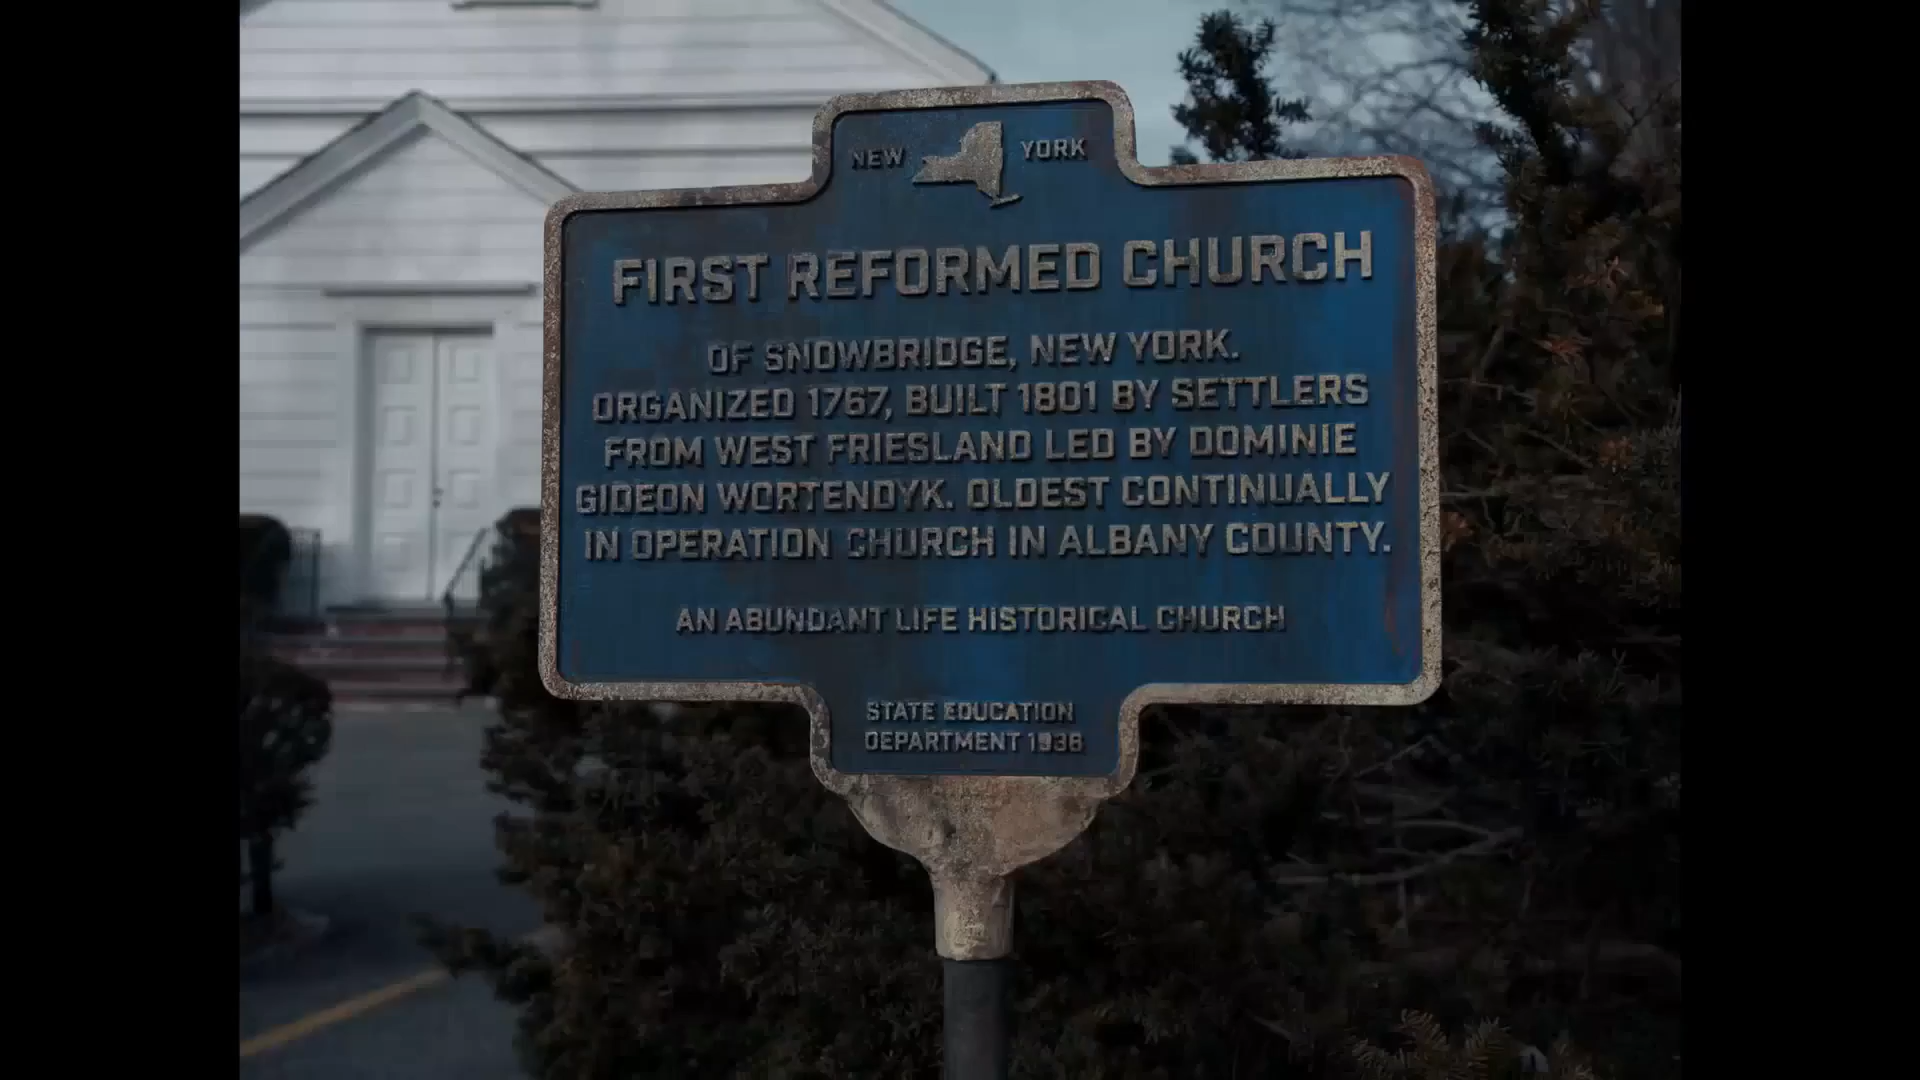 NEW YORK
FIRST REFORMED CHURCH
OF SNOWBRIDGE, NEW YORK.
ORGANIZED 1767, BUILT 1801 BY SETTLERS
FROM WEST FRIESLAND LED BY DOMINIE
GIDEON WORTENDYK. OLDEST CONTINUALLY
IN OPERATION CHURCH IN ALBANY COUNTY.
AN ABUNDANT LIFE HISTORICAL CHURCH
STATE EDUCATION
DEPARTMENT 1938